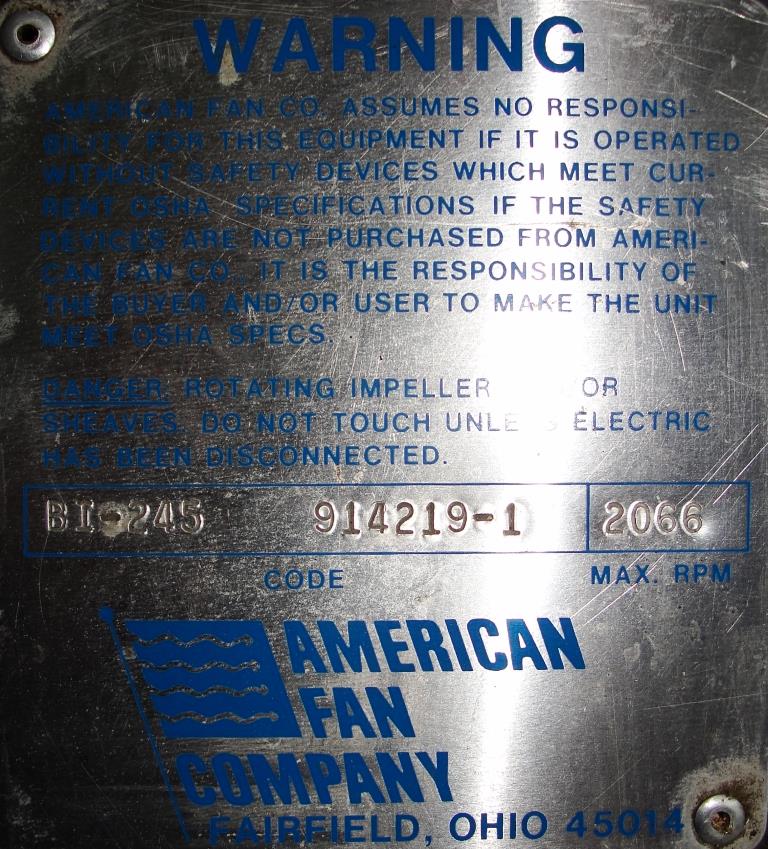 WARNING
AMERICAN FAN CO. ASSUMES NO RESPONSI-
BILITY FOR THIS EQUIPMENT IF IT IS OPERATED
WITHOUT SAFETY DEVICES WHICH MEET CUR-
RENT OSHA SPECIFICATIONS IF THE SAFETY
DEVICES ARE NOT PURCHASED FROM AMERI-
CAN FAN CO., IT IS THE RESPONSIBILITY OF
THE BUYER AND/OR USER TO MAKE THE UNIT
MEET OSHA SPECS.
DANGER: ROTATING IMPELLER OR
SHEAVES. DO NOT TOUCH UNLESS ELECTRIC
HAS BEEN DISCONNECTED.
BI-245 914219-1 2066
CODE MAX. RPM
AMERICAN
FAN
COMPANY
FAIRFIELD, OHIO 45014